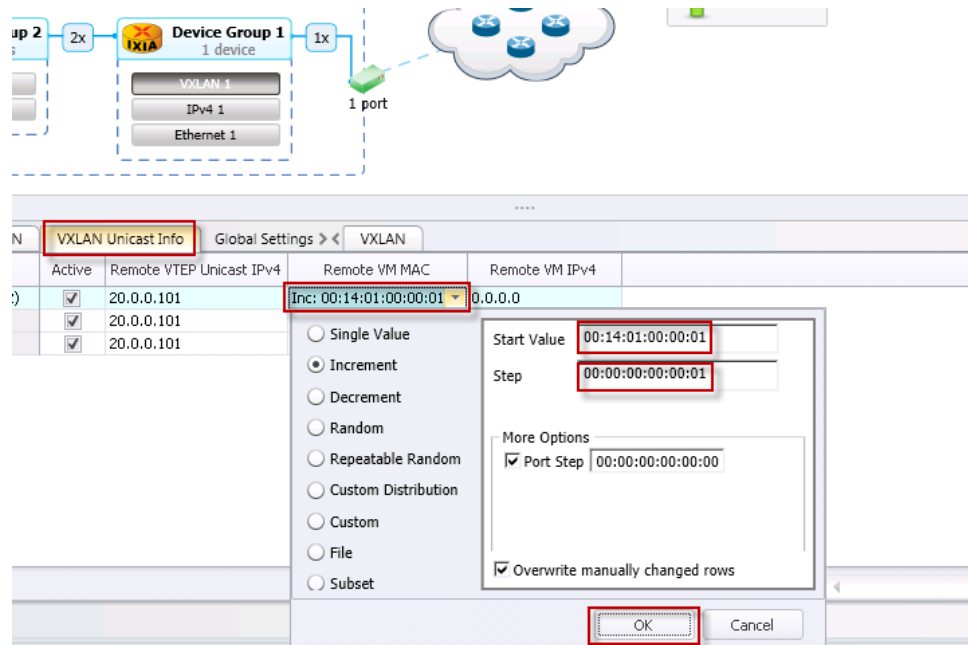 up 2
2x
IXIA
Device Group 1
1 device
1x
VXLAN 1
IPv4 1
Ethernet 1
1 port
N
VXLAN Unicast Info
Global Settings
VXLAN
Active
Remote VTEP Unicast IPv4
Remote VM MAC
Remote VM IPv4
20.0.0.101
Inc: 00:14:01:00:00:01
0.0.0.0
20.0.0.101
20.0.0.101
Single Value
Increment
Decrement
Random
Repeatable Random
Custom Distribution
Custom
File
Subset
Start Value
00:14:01:00:00:01
Step
00:00:00:00:00:01
More Options
Port Step
00:00:00:00:00:00
Overwrite manually changed rows
OK
Cancel